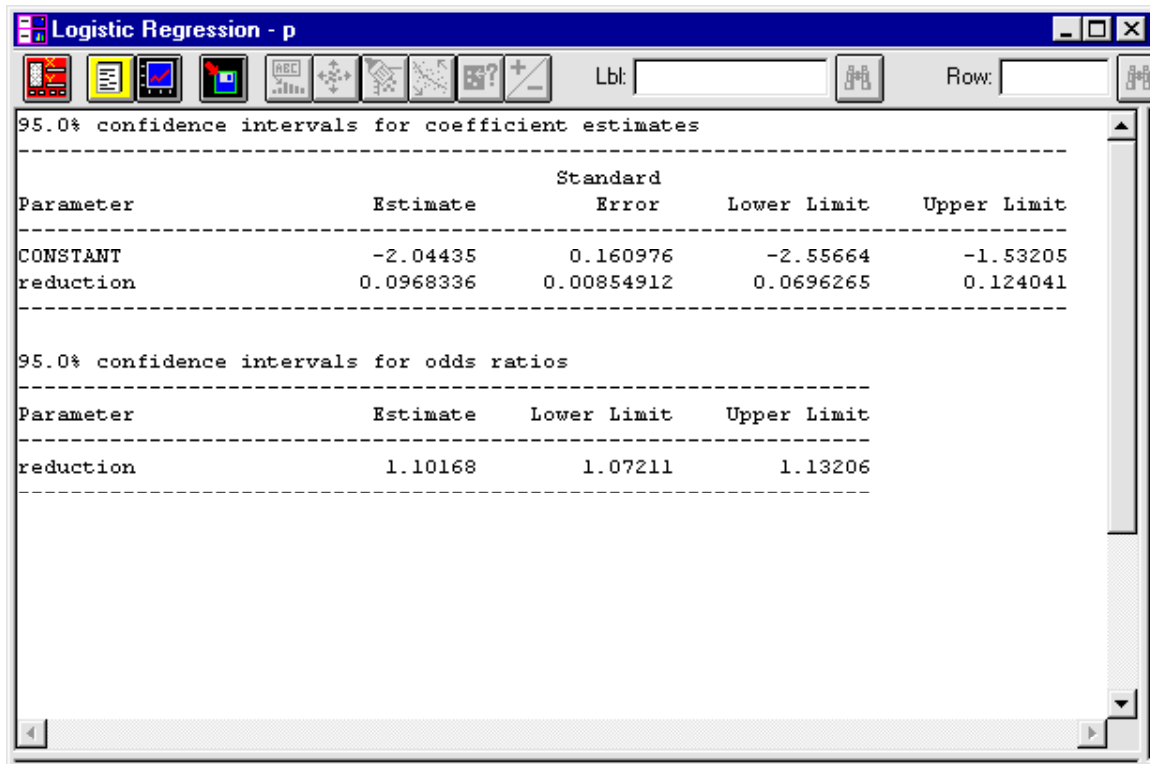 Logistic Regression - p
ABC
Lbl:
Row:
95.0% confidence intervals for coefficient estimates
--------------------------------------------------------------------------------
Standard
Parameter Estimate Error Lower Limit Upper Limit
--------------------------------------------------------------------------------
CONSTANT -2.04435 0.160976 -2.55664 -1.53205
reduction 0.0968336 0.00854912 0.0696265 0.124041
--------------------------------------------------------------------------------
95.0% confidence intervals for odds ratios
-----------------------------------------------------------------
Parameter Estimate Lower Limit Upper Limit
-----------------------------------------------------------------
reduction 1.10168 1.07211 1.13206
-----------------------------------------------------------------